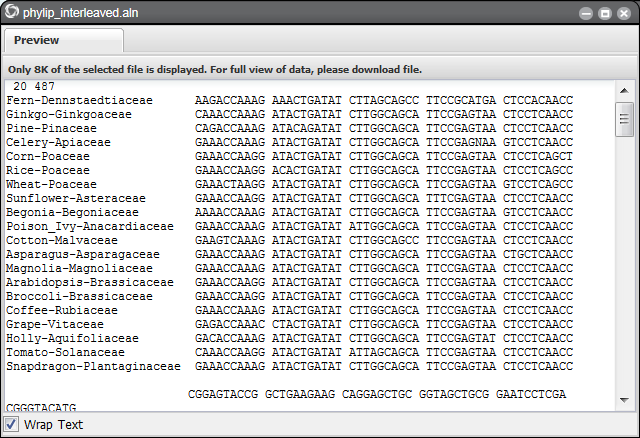 phylip_interleaved.aln
Preview
Only 8K of the selected file is displayed. For full view of data, please download file.
20 487
Fern-Dennstaedtiaceae AAGACCAAAG AAACTGATAT CTTAGCAGCC TTCCGCATGA CTCCACAACC
Ginkgo-Ginkgoaceae CAAACCAAAG ATACTGATAT CTTGGCAGCA TTCCGAGTAA CTCCTCAACC
Pine-Pinaceae CAGACCAAAG ATACAGATAT CTTGGCAGCA TTCCGAGTAA CTCCTCAACC
Celery-Apiaceae GAAACCAAAG ATACTGATAT CTTGGCAGCA TTCCGAGNAA GTCCTCAACC
Corn-Poaceae GAAACCAAGG ATACTGATAT CTTGGCAGCA TTCCGAGTAA CTCCTCAGCT
Rice-Poaceae GAAACCAAGG ACACTGATAT CTTGGCAGCA TTCCGAGTAA CTCCTCAGCC
Wheat-Poaceae GAAACTAAGG ATACTGATAT CTTGGCAGCA TTCCGAGTAA GTCCTCAGCC
Sunflower-Asteraceae GAAACCAAGG ATACTGATAT CTTGGCAGCA TTTCGAGTAA CTCCTCAACC
Begonia-Begoniaceae AAAACCAAAG ATACTGATAT CTTGGCAGCA TTCCGAGTAA GTCCTCAACC
Poison_Ivy-Anacardiaceae GAAACCAAAG ATACTGATAT ATTGGCAGCA TTCCGAGTAA CTCCTCAACC
Cotton-Malvaceae GAAGTCAAAG ATACTGATAT CTTGGCAGCC TTCCGAGTAA CTCCTCAACC
Asparagus-Asparagaceae GAAACCAAAG ATACTGATAT CTTGGCAGCA TTCCGAGTAA CTGCTCAACC
Magnolia-Magnoliaceae GAAACCAAAG ATACTGATAT CTTGGCAGCA TTCCGAGTAA CTCCTCAACC
Arabidopsis-Brassicaceae GAAACCAAAG ATACTGATAT CTTGGCAGCA TTCCGAGTAA CTCCTCAACC
Broccoli-Brassicaceae GAAACCAAGG ATACTGATAT CTTGGCAGCA TTCCGAGTAA CTCCTCAACC
Coffee-Rubiaceae GAAACCAAAG ATACTGATAT CTTGGCAGCA TTCCGAGTAA CTCCTCAACC
Grape-Vitaceae GAGACCAAAC CTACTGATAT CTTGGCAGCA TTCCGAGTAA CTCCTCAACC
Holly-Aquifoliaceae GACACCAAAG ATACTGATAT CTTGGCAGCA TTCCGAGTAT CTCCTCAACC
Tomato-Solanaceae CAAACCAAGG ATACTGATAT ATTAGCAGCA TTCCGAGTAA CTCCTCAACC
Snapdragon-Plantaginaceae GAAACCAAAG ATACTGATAT CTTGGCAGCA TTCCGAGTAA CTCCTCAACC
CGGAGTACCG GCTGAAGAAG CAGGAGCTGC GGTAGCTGCG GAATCCTCGA
CGGGTACATG
Wrap Text